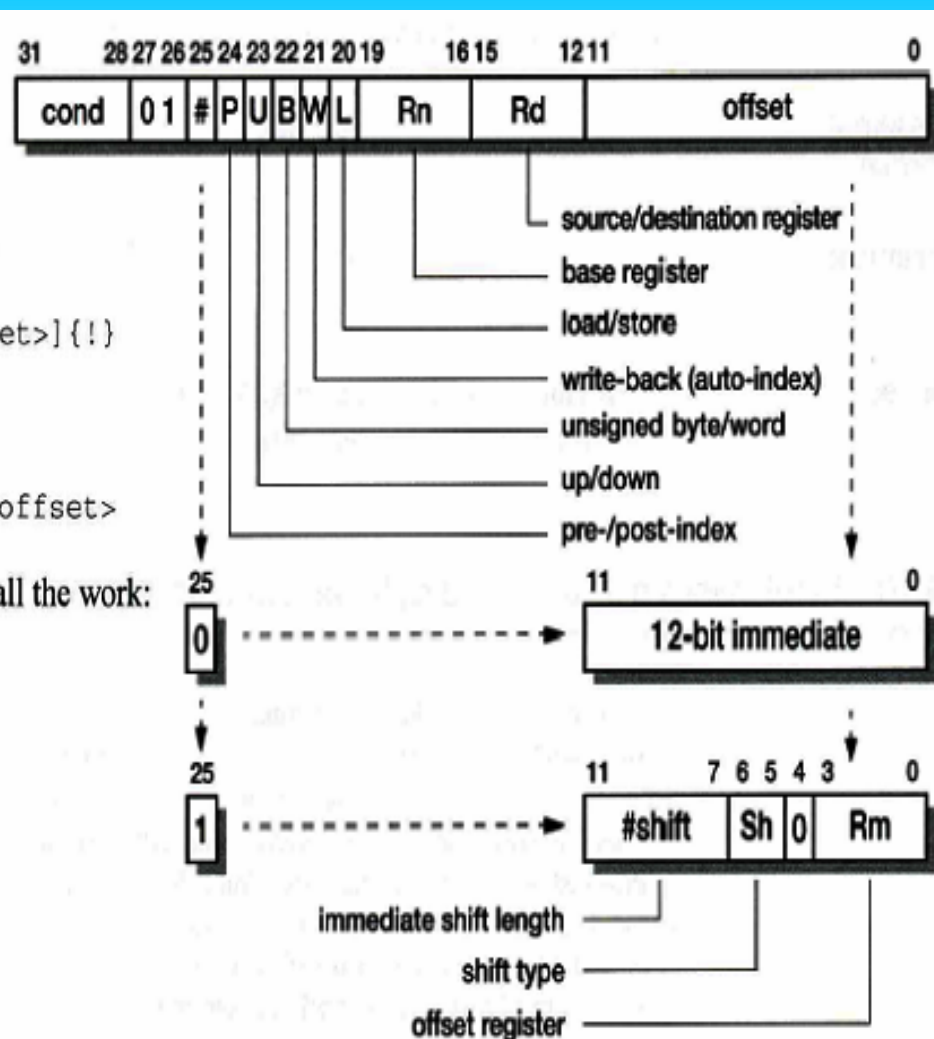 31 28 27 26 25 24 23 22 21 20 19 16 15 12 11 0
cond 0 1 # P U B W L Rn Rd offset
source/destination register
base register
load/store
et>]{!}
write-back (auto-index)
unsigned byte/word
up/down
offset>
pre-/post-index
all the work:
25 11 0
0 12-bit immediate
25 11 7 6 5 4 3 0
1 #shift Sh 0 Rm
immediate shift length
shift type
offset register